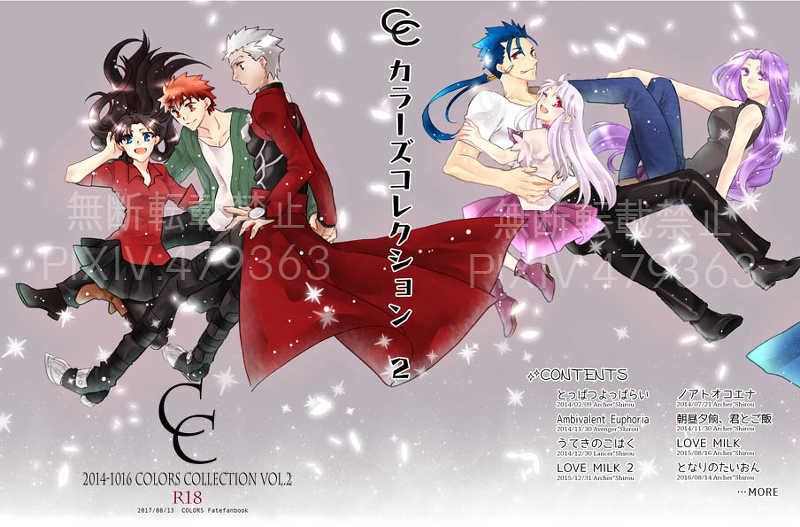 CC
カラーズコレクション 2
無断転載禁止
PIXIV:479363
無断転載禁止
PIXIV:479363
CC
2014-1016 COLORS COLLECTION VOL.2
R18
2017/08/13 COLORS Fatefanbook
CONTENTS
とっぱつよっぱらい
2014/02/09 Archer*Shirou
Ambivalent Euphoria
2014/11/30 Avenger*Shirou
うてきのこはく
2014/12/30 Lancer*Shirou
LOVE MILK 2
2015/12/31 Archer*Shirou
ノアトオコエナ
2014/07/21 Archer*Shirou
朝昼夕餉、君とご飯
2014/11/30 Archer*Shirou
LOVE MILK
2015/08/16 Archer*Shirou
となりのたいおん
2016/08/14 Archer*Shirou
…MORE